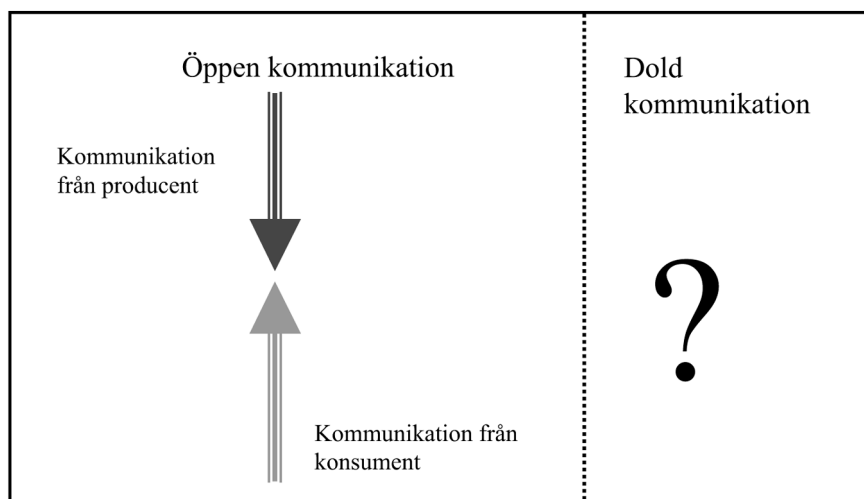 Öppen kommunikation
Kommunikation
från producent
Kommunikation från
konsument
Dold
kommunikation
?